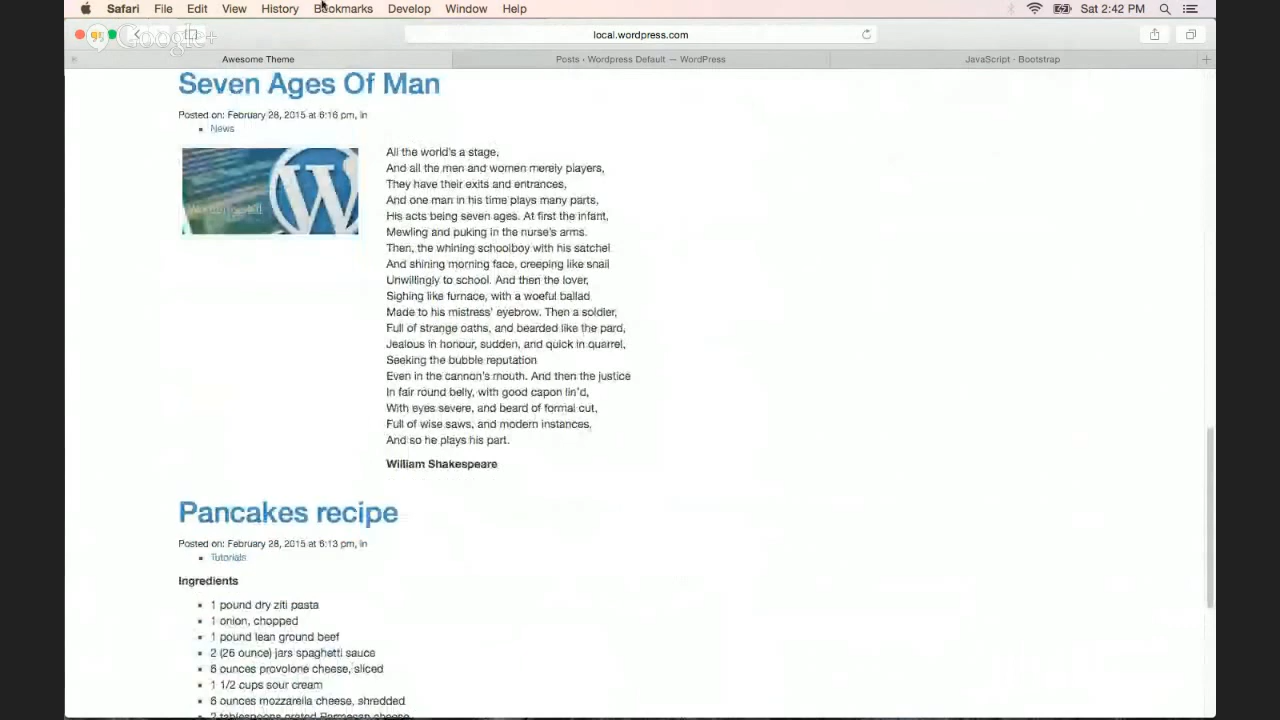 Safari File Edit View History Bookmarks Develop Window Help Sat 2:42 PM
Google+
local.wordpress.com
Awesome Theme Posts · Wordpress Default — WordPress JavaScript · Bootstrap
Seven Ages Of Man
Posted on: February 28, 2015 at 6:16 pm, in
News
All the world's a stage,
And all the men and women merely players,
They have their exits and entrances,
And one man in his time plays many parts,
His acts being seven ages. At first the infant,
Mewling and puking in the nurse's arms.
Then, the whining schoolboy with his satchel
And shining morning face, creeping like snail
Unwillingly to school. And then the lover,
Sighing like furnace, with a woeful ballad
Made to his mistress' eyebrow. Then a soldier,
Full of strange oaths, and bearded like the pard,
Jealous in honour, sudden, and quick in quarrel,
Seeking the bubble reputation
Even in the cannon's mouth. And then the justice
In fair round belly, with good capon lin'd,
With eyes severe, and beard of formal cut,
Full of wise saws, and modern instances,
And so he plays his part.
William Shakespeare
Pancakes recipe
Posted on: February 28, 2015 at 6:13 pm, in
Tutorials
Ingredients
1 pound dry ziti pasta
1 onion, chopped
1 pound lean ground beef
2 (26 ounce) jars spaghetti sauce
6 ounces provolone cheese, sliced
1 1/2 cups sour cream
6 ounces mozzarella cheese, shredded
2 tablespoons grated Parmesan cheese